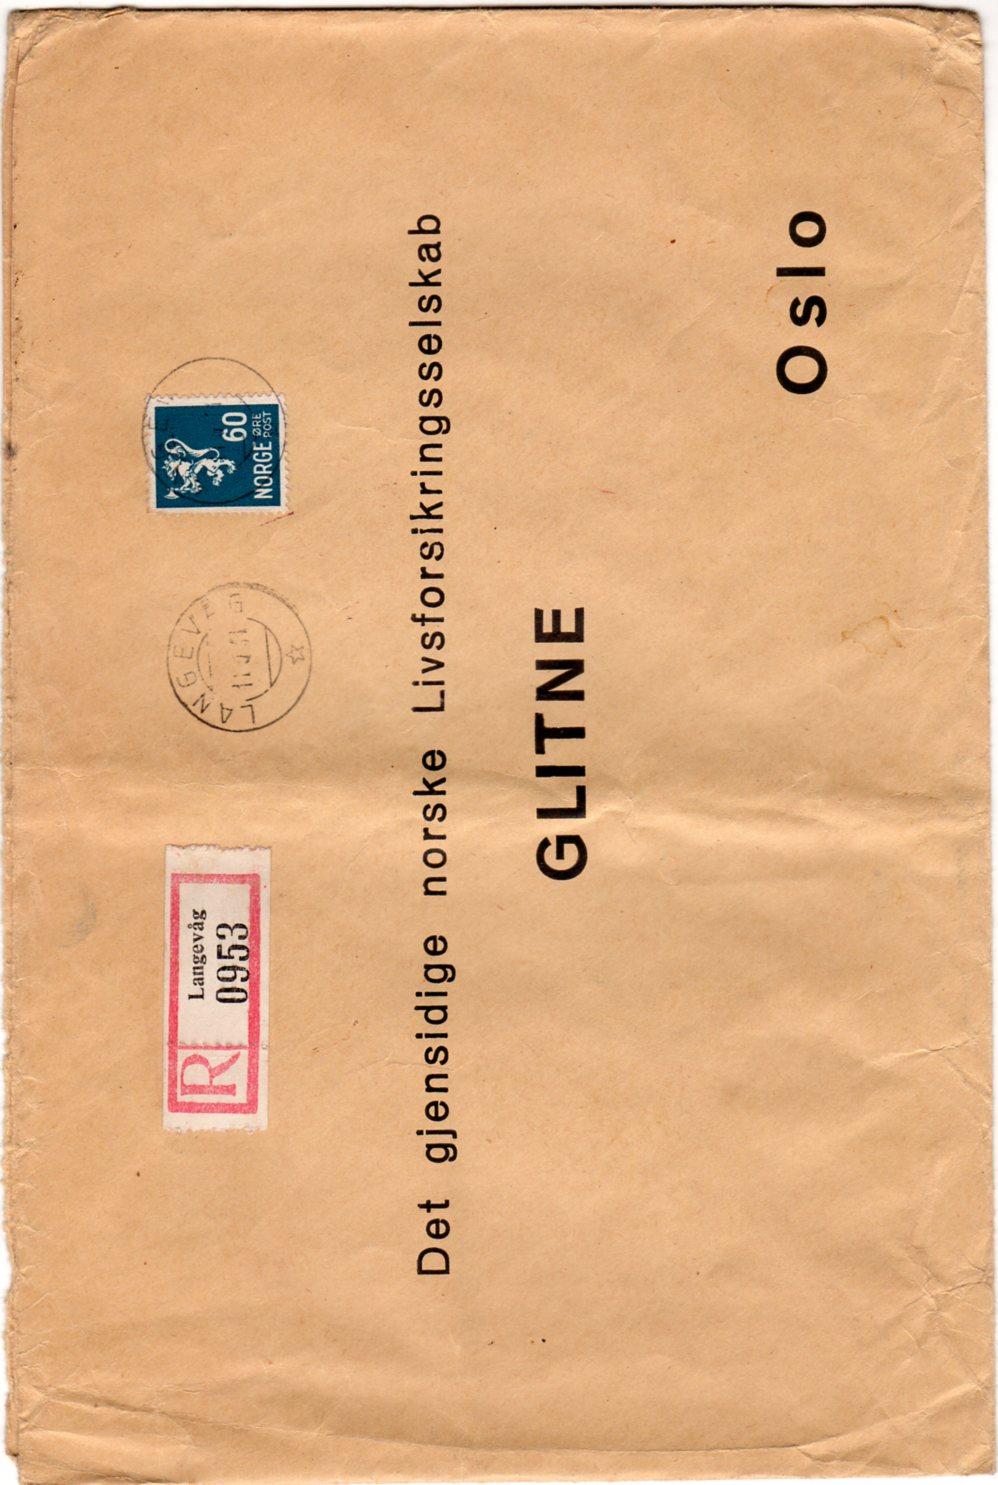 R
Langevåg
0953
LANGEVÅG
NORGE
60
ØRE
POST
Det gjensidige norske Livsforsikringsselskab
GLITNE
Oslo